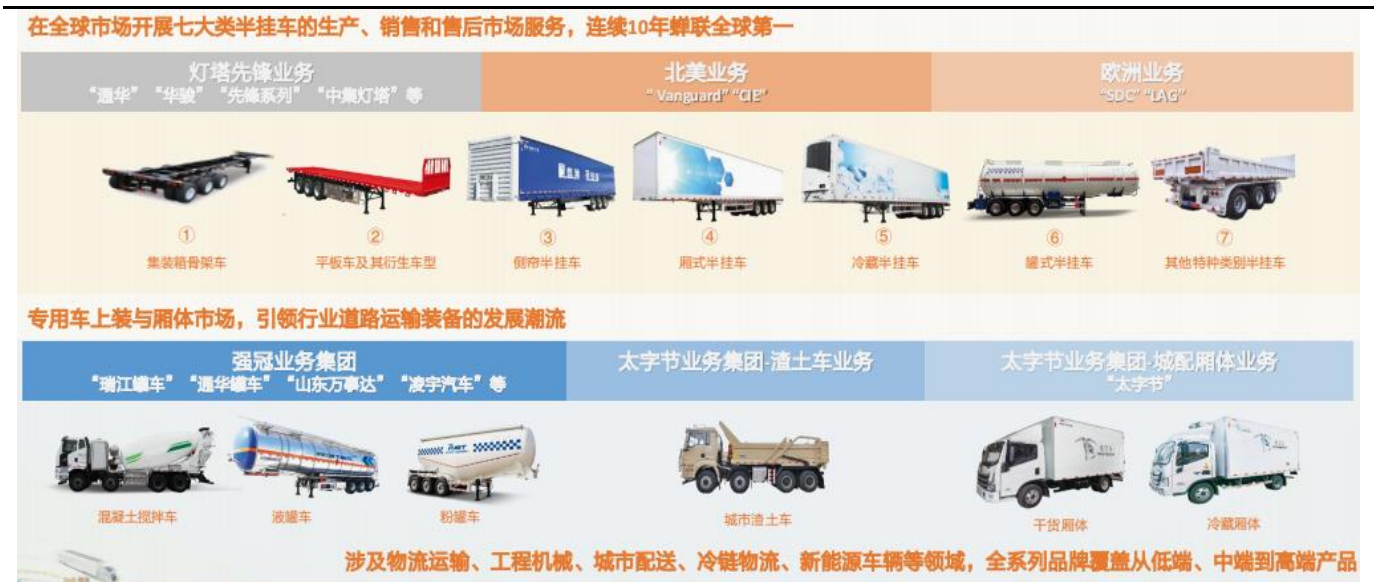 在全球市场开展七大类半挂车的生产、销售和售后市场服务，连续10年蝉联全球第一
灯塔先锋业务
“通华” “华骏” “先锋系列” “中集灯塔” 等
北美业务
“ Vanguard” “CIE”
欧洲业务
“SDC” “LAG”
①
②
③
④
⑤
⑥
⑦
集装箱骨架车
平板车及其衍生车型
侧帘半挂车
厢式半挂车
冷藏半挂车
罐式半挂车
其他特种类别半挂车
专用车上装与厢体市场，引领行业道路运输装备的发展潮流
强冠业务集团
“瑞江罐车” “通华罐车” “山东万事达” “凌宇汽车” 等
太字节业务集团-渣土车业务
太字节业务集团-城配厢体业务
“太字节”
混凝土搅拌车
液罐车
粉罐车
城市渣土车
干货厢体
冷藏厢体
涉及物流运输、工程机械、城市配送、冷链物流、新能源车辆等领域，全系列品牌覆盖从低端、中端到高端产品